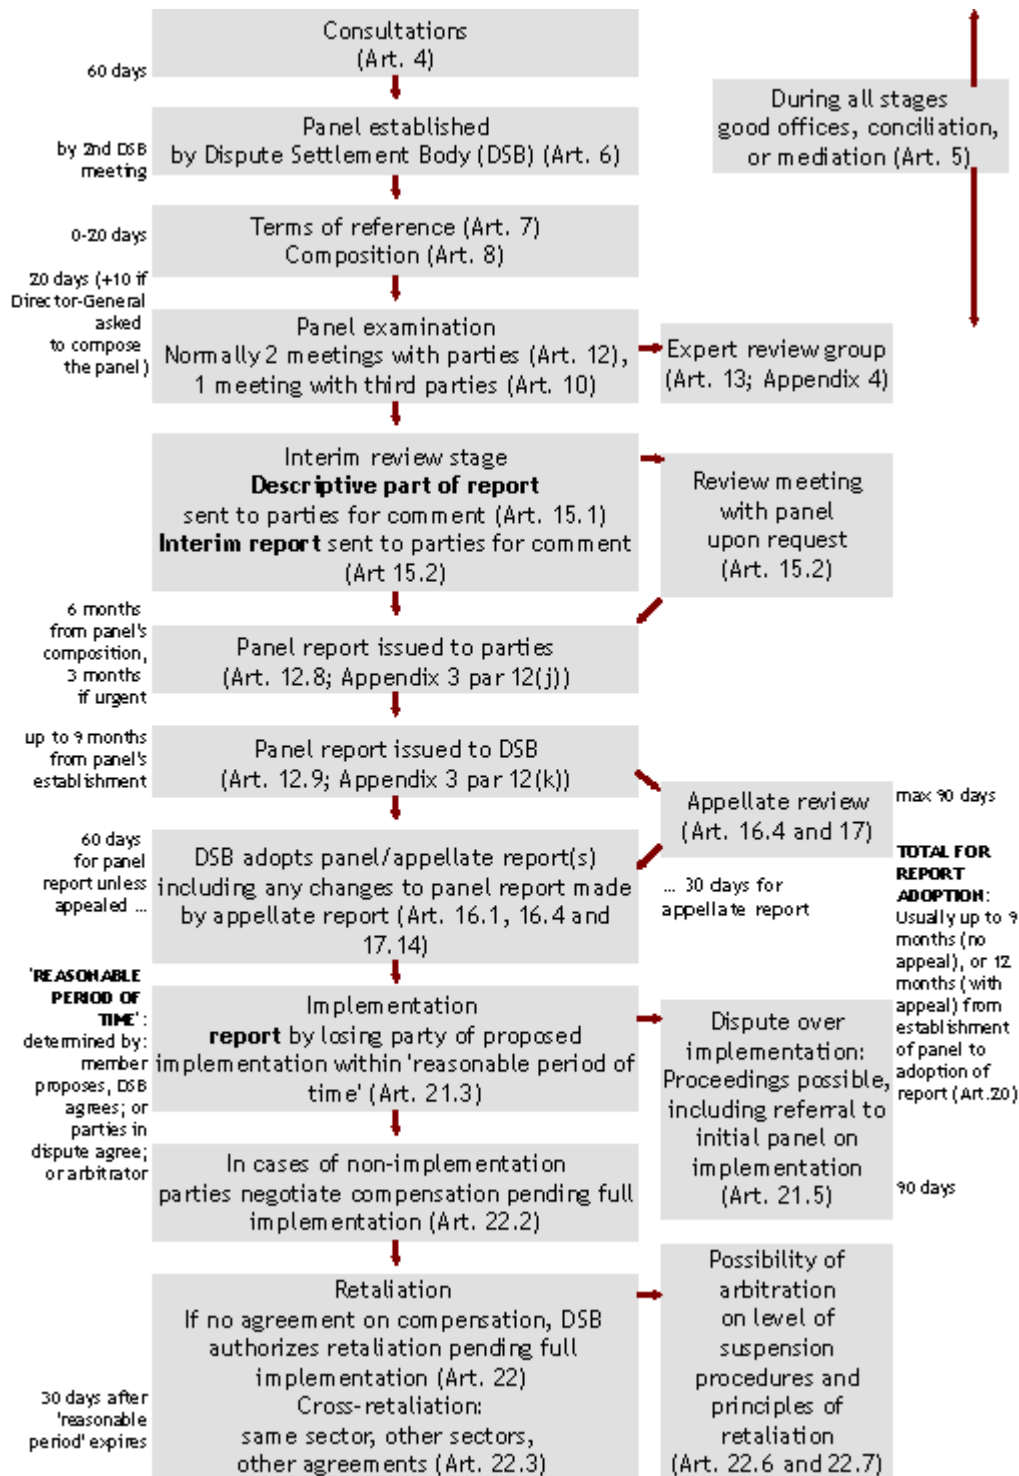 Consultations
(Art. 4)
60 days
During all stages
good offices, conciliation,
or mediation (Art. 5)
Panel established
by Dispute Settlement Body (DSB) (Art. 6)
by 2nd DSB
meeting
0-20 days
Terms of reference (Art. 7)
Composition (Art. 8)
20 days (+10 if
Director-General
asked
to compose
the panel)
Panel examination
Normally 2 meetings with parties (Art. 12),
1 meeting with third parties (Art. 10)
Expert review group
(Art. 13; Appendix 4)
Interim review stage
Descriptive part of report
sent to parties for comment (Art. 15.1)
Interim report sent to parties for comment
(Art 15.2)
Review meeting
with panel
upon request
(Art. 15.2)
6 months
from panel's
composition,
3 months
if urgent
Panel report issued to parties
(Art. 12.8; Appendix 3 par 12(j))
up to 9 months
from panel's
establishment
Panel report issued to DSB
(Art. 12.9; Appendix 3 par 12(k))
Appellate review
(Art. 16.4 and 17)
max 90 days
60 days
for panel
report unless
appealed ...
DSB adopts panel/appellate report(s)
including any changes to panel report made
by appellate report (Art. 16.1, 16.4 and
17.14)
... 30 days for
appellate report
TOTAL FOR
REPORT
ADOPTION:
Usually up to 9
months (no
appeal), or 12
months (with
appeal) from
establishment
of panel to
adoption of
report (Art.20)
'REASONABLE
PERIOD OF
TIME':
determined by:
member
proposes, DSB
agrees; or
parties in
dispute agree;
or arbitrator
Implementation
report by losing party of proposed
implementation within 'reasonable period of
time' (Art. 21.3)
Dispute over
implementation:
Proceedings possible,
including referral to
initial panel on
implementation
(Art. 21.5)
90 days
In cases of non-implementation
parties negotiate compensation pending full
implementation (Art. 22.2)
Retaliation
If no agreement on compensation, DSB
authorizes retaliation pending full
implementation (Art. 22)
Cross-retaliation:
same sector, other sectors,
other agreements (Art. 22.3)
30 days after
'reasonable
period' expires
Possibility of
arbitration
on level of
suspension
procedures and
principles of
retaliation
(Art. 22.6 and 22.7)